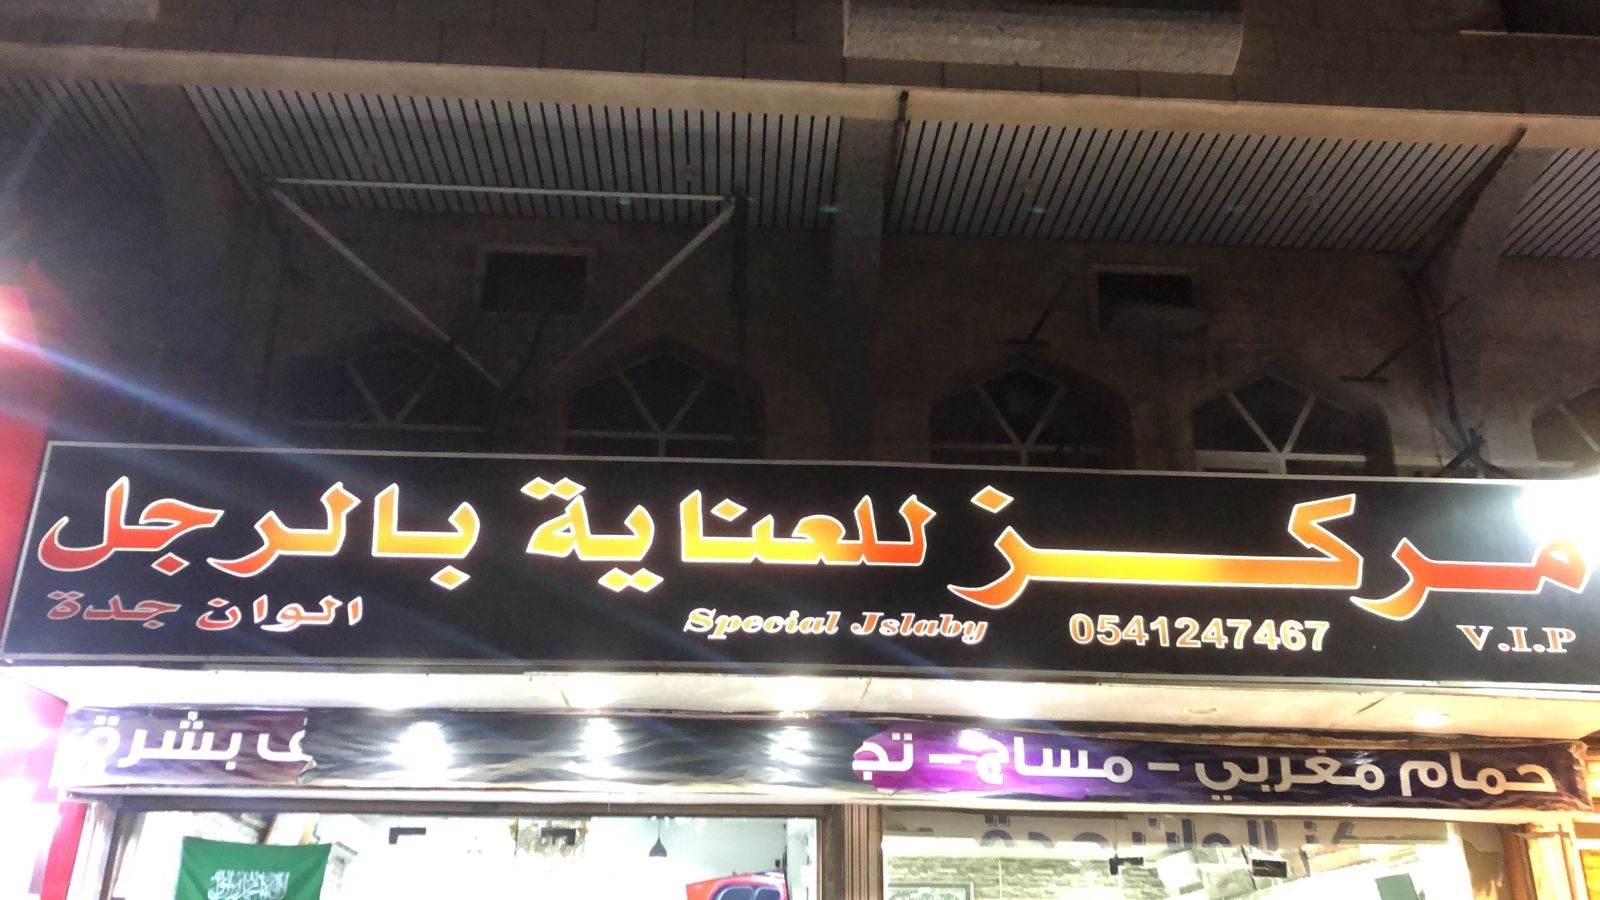 مركز للعناية بالرجل
V.I.P 0541247467 Special Jslaby الوان جدة
حمام مغربي - مساج - تج بشرة